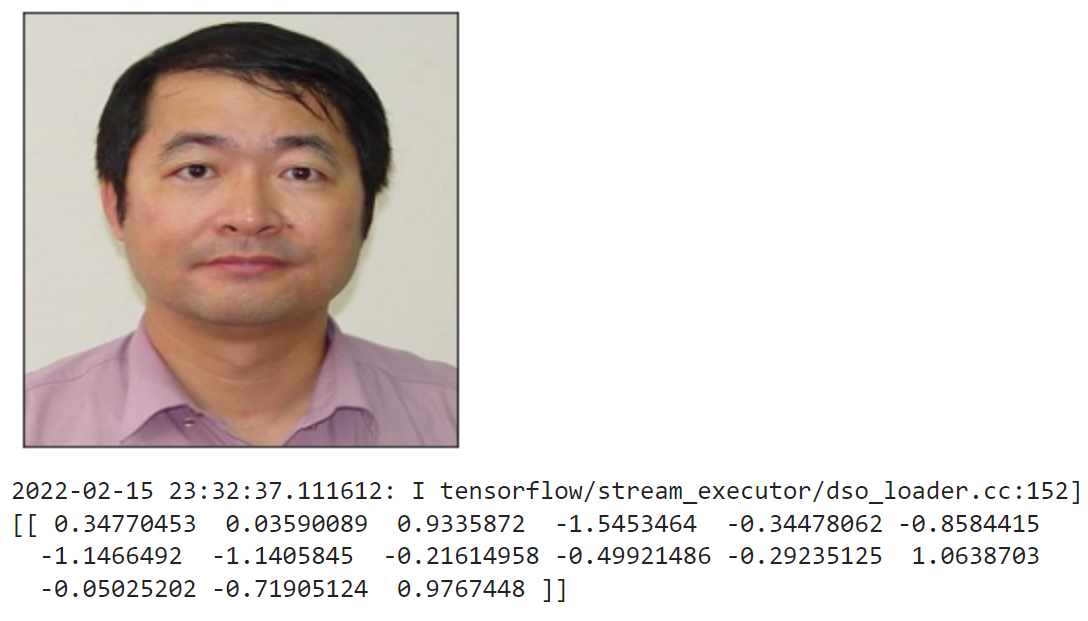 2022-02-15 23:32:37.111612: I tensorflow/stream_executor/dso_loader.cc:152]
[[ 0.34770453 0.03590089 0.9335872 -1.5453464 -0.34478062 -0.8584415
-1.1466492 -1.1405845 -0.21614958 -0.49921486 -0.29235125 1.0638703
-0.05025202 -0.71905124 0.9767448 ]]